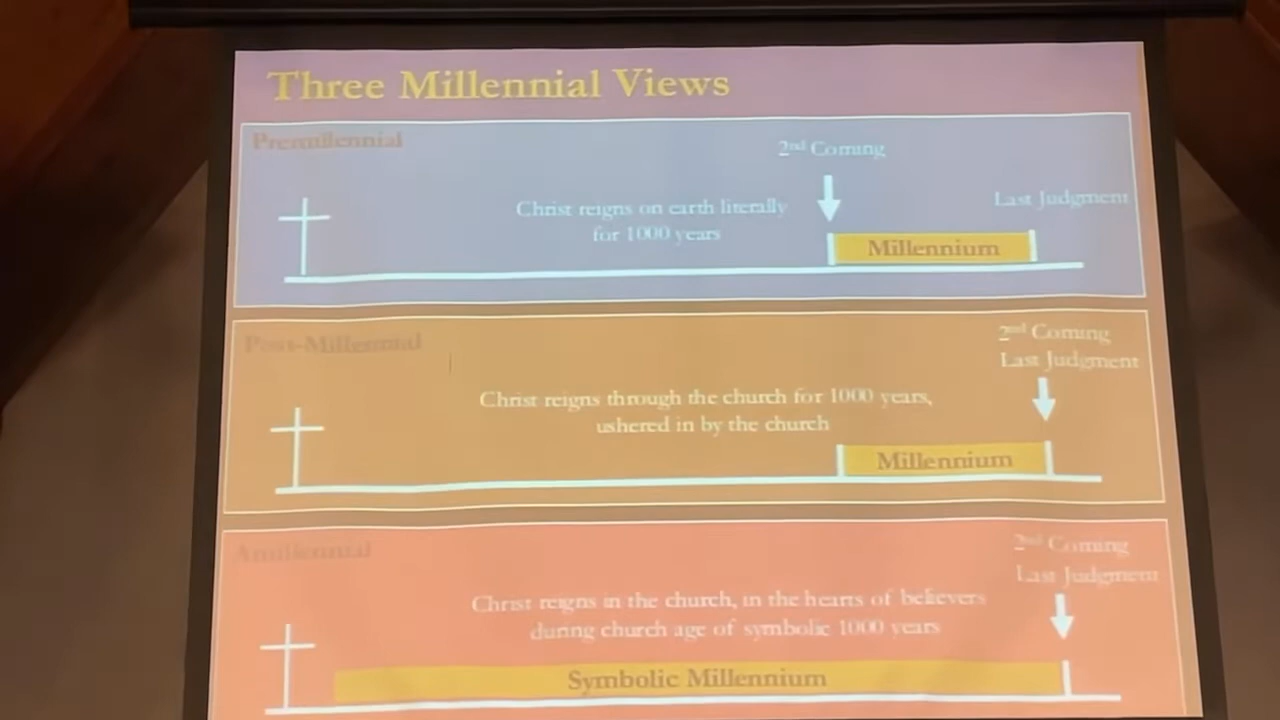 Three Millennial Views
Premillennial
2nd Coming
Christ reigns on earth literally
for 1000 years
Last Judgment
Millennium
Post-Millennial
2nd Coming
Last Judgment
Christ reigns through the church for 1000 years,
ushered in by the church
Millennium
Amillennial
2nd Coming
Last Judgment
Christ reigns in the church, in the hearts of believers
during church age of symbolic 1000 years
Symbolic Millennium